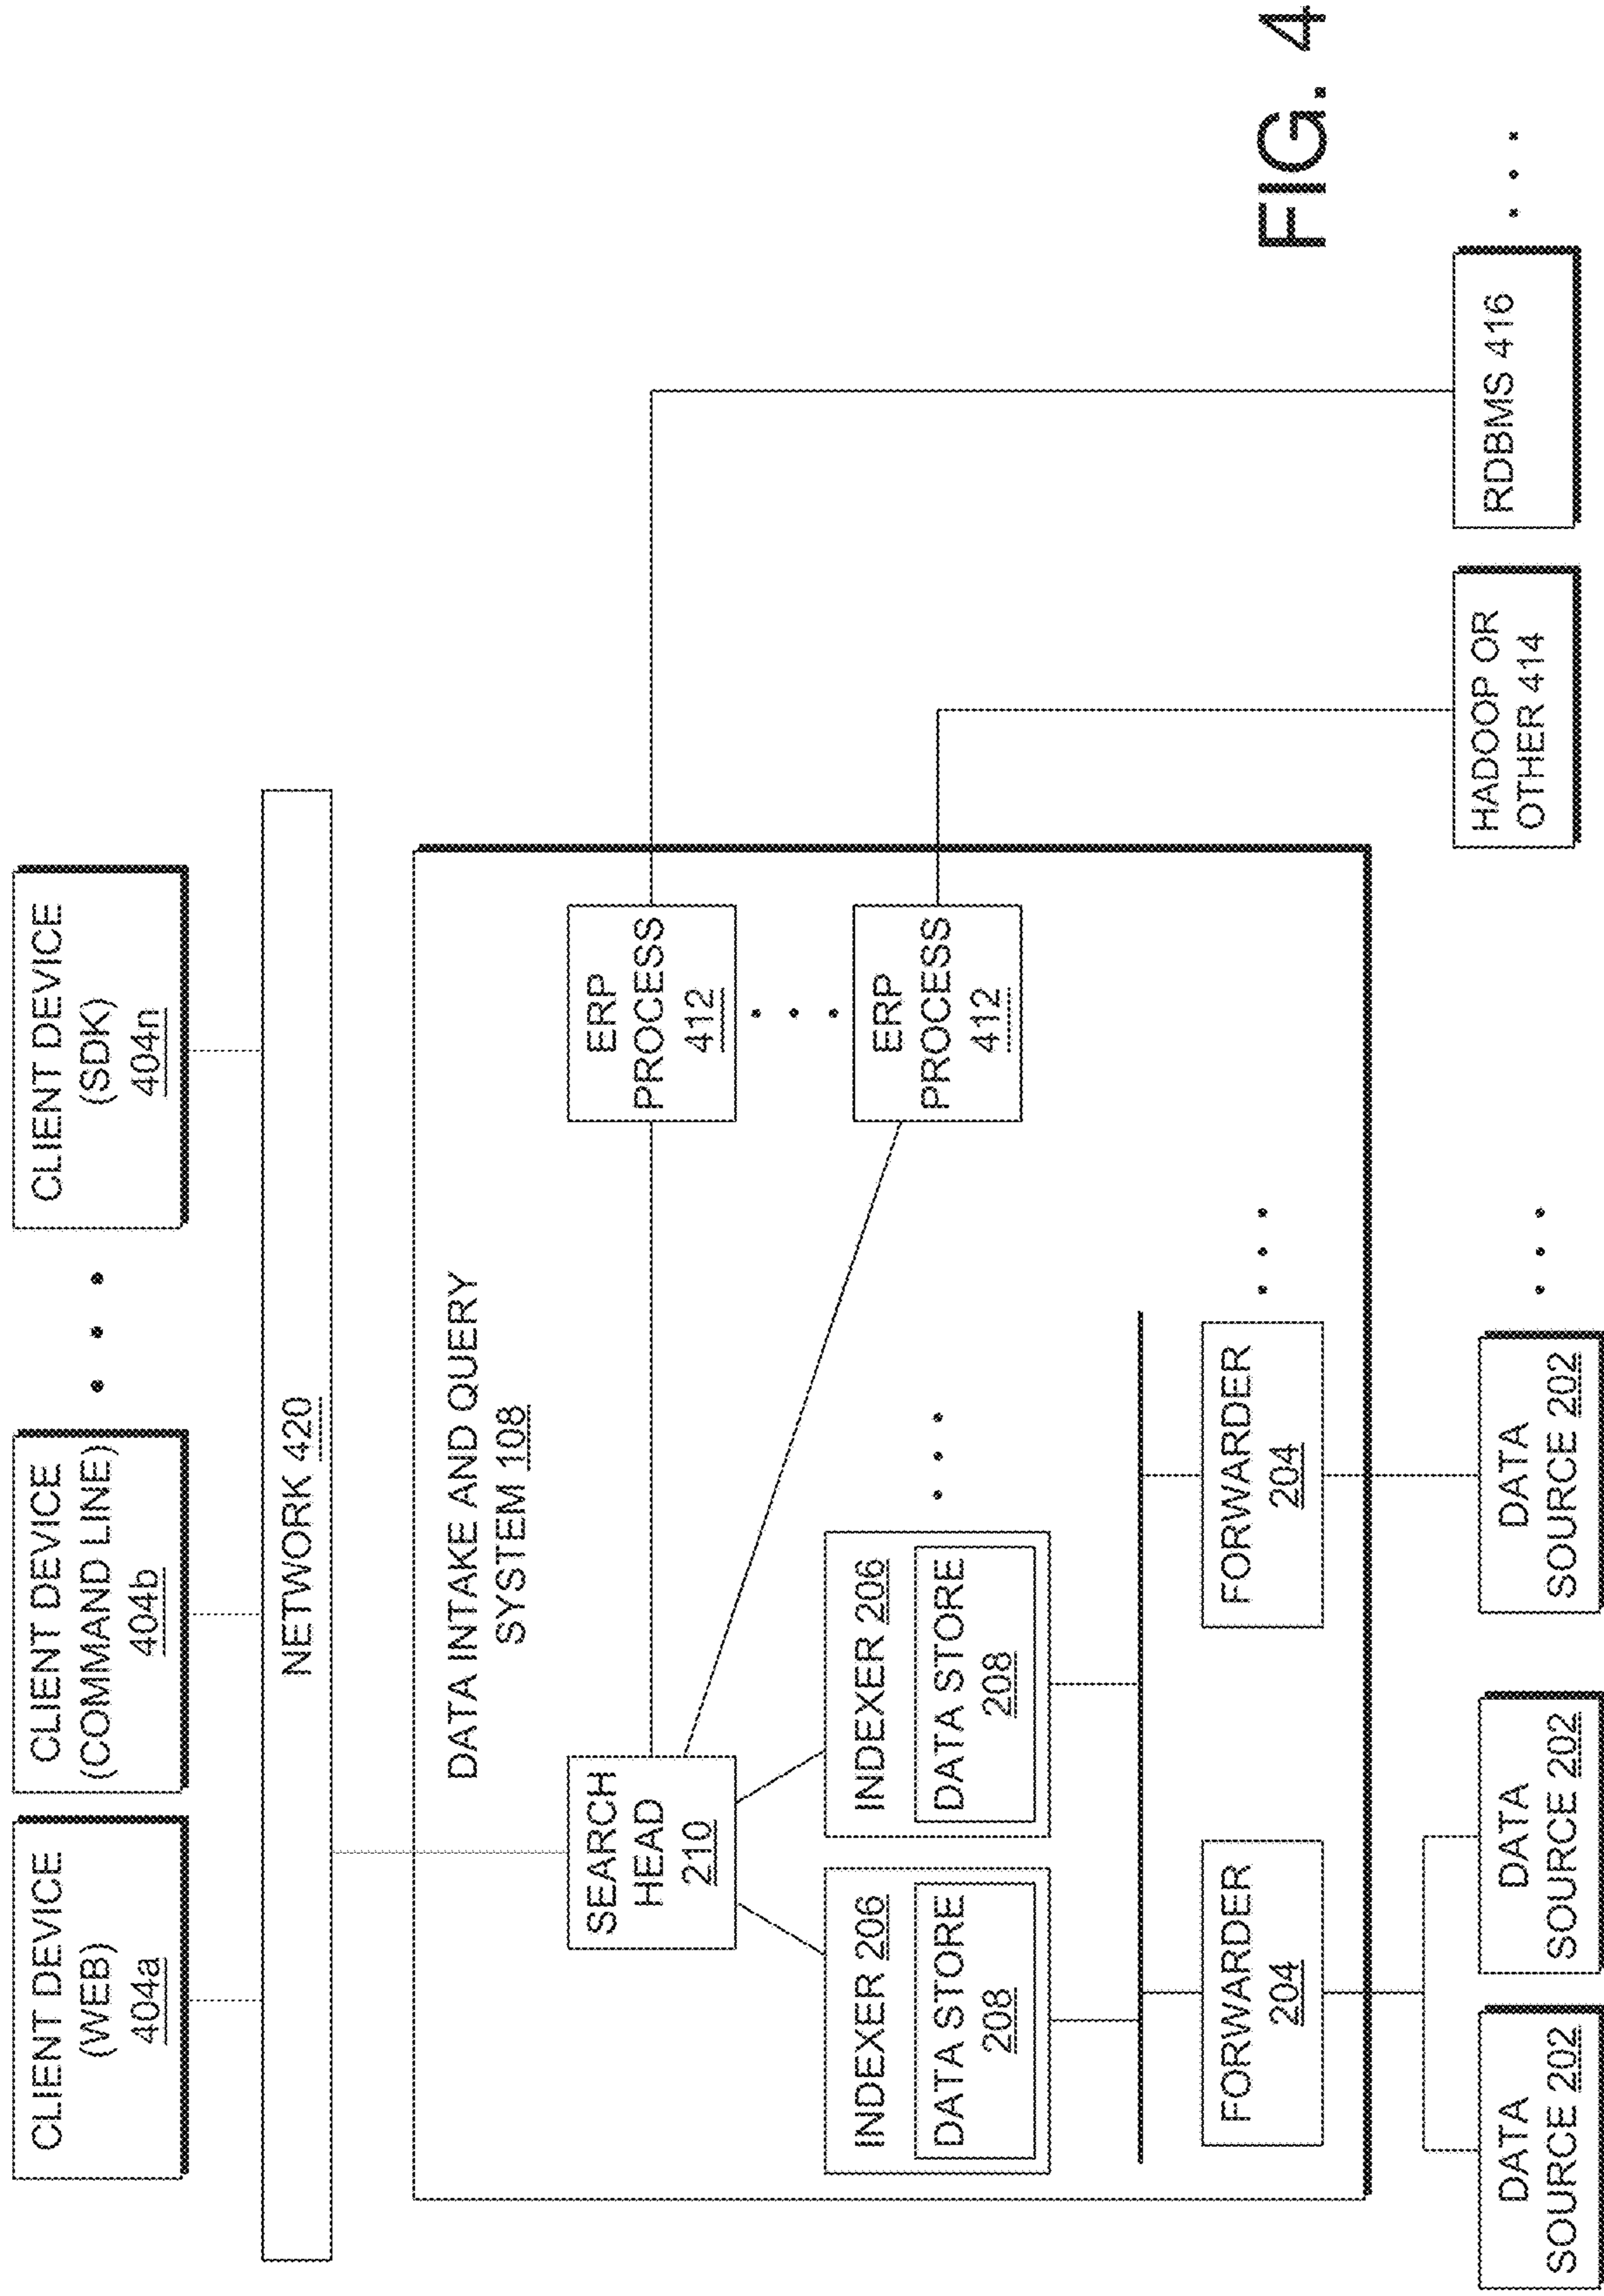 CLIENT DEVICE
(WEB)
404a
CLIENT DEVICE
(COMMAND LINE)
404b
CLIENT DEVICE
(SDK)
404n
NETWORK 420
DATA INTAKE AND QUERY
SYSTEM 108
SEARCH
HEAD
210
ERP
PROCESS
412
ERP
PROCESS
412
INDEXER 206
DATA STORE
208
INDEXER 206
DATA STORE
208
FORWARDER
204
FORWARDER
204
DATA
SOURCE 202
DATA
SOURCE 202
DATA
SOURCE 202
HADOOP OR
OTHER 414
RDBMS 416
FIG. 4